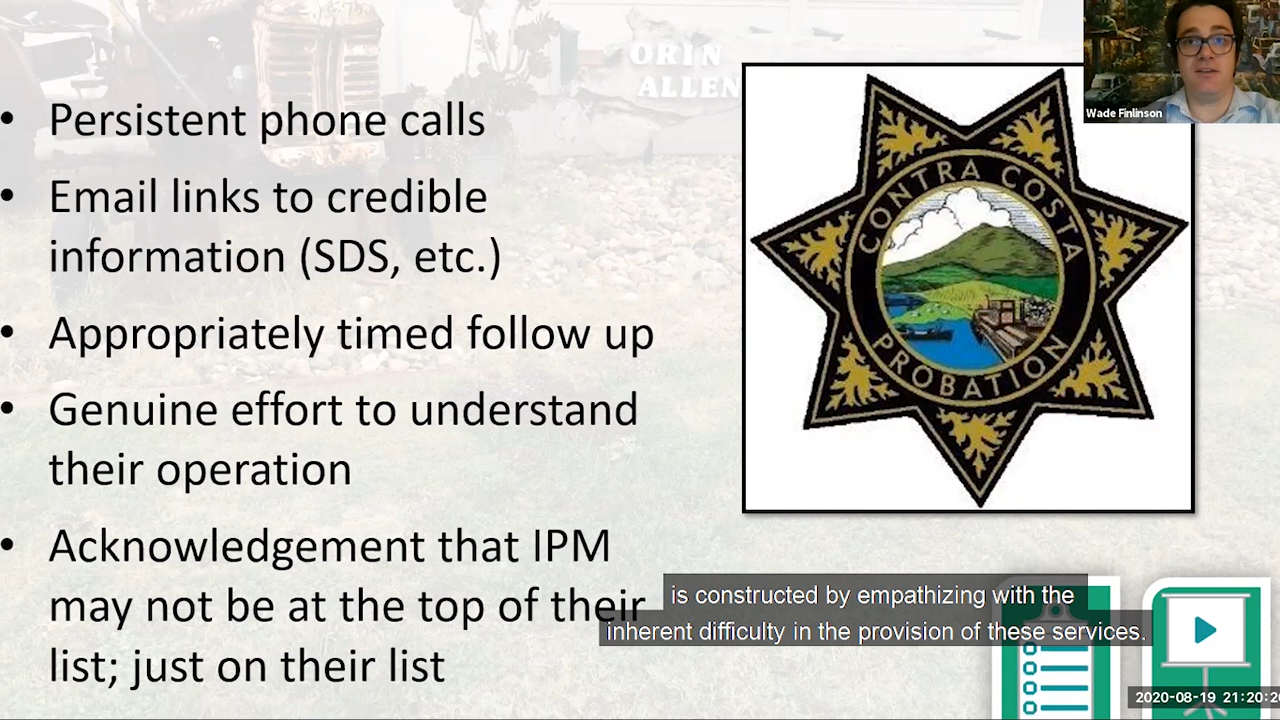 ORIN
ALLEN
Wade Finlinson
• Persistent phone calls
• Email links to credible
information (SDS, etc.)
• Appropriately timed follow up
• Genuine effort to understand
their operation
• Acknowledgement that IPM
may not be at the top of their
list; just on their list
CONTRA COSTA
PROBATION
is constructed by empathizing with the
inherent difficulty in the provision of these services.
2020-08-19 21:20:2